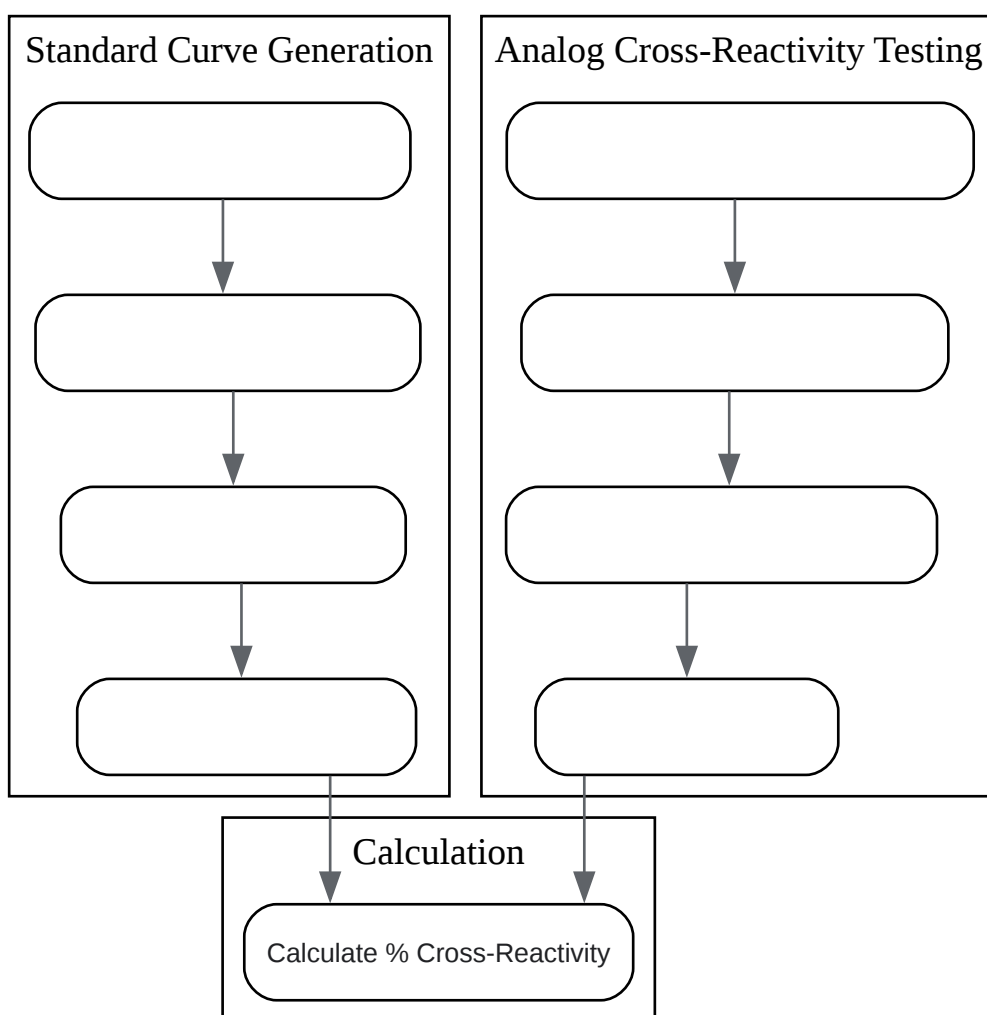 Standard Curve Generation
Analog Cross-Reactivity Testing
Calculation
Calculate % Cross-Reactivity